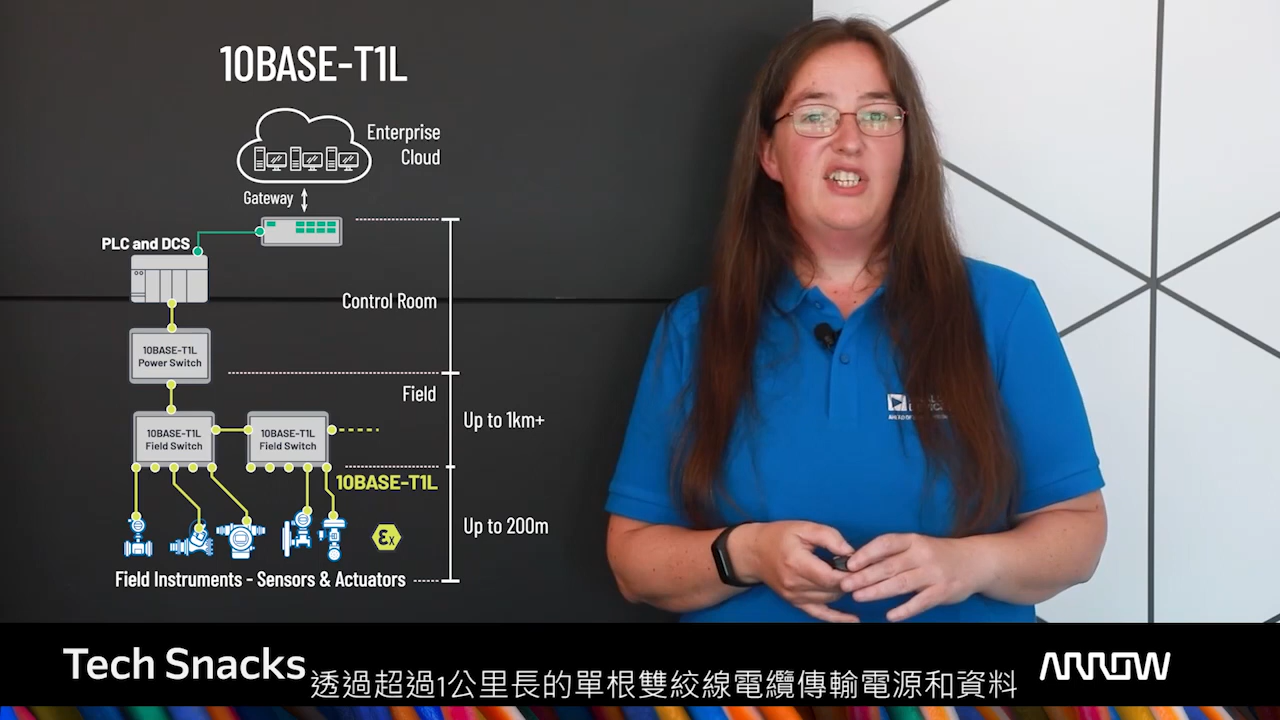 10BASE-T1L
Enterprise
Cloud
Gateway
PLC and DCS
Control Room
10BASE-T1L
Power Switch
Field
Up to 1km+
10BASE-T1L
Field Switch
10BASE-T1L
Field Switch
10BASE-T1L
Up to 200m
Ex
Field Instruments - Sensors & Actuators
Tech Snacks
ARROW
透過超過1公里長的單根雙絞線電纜傳輸電源和資料